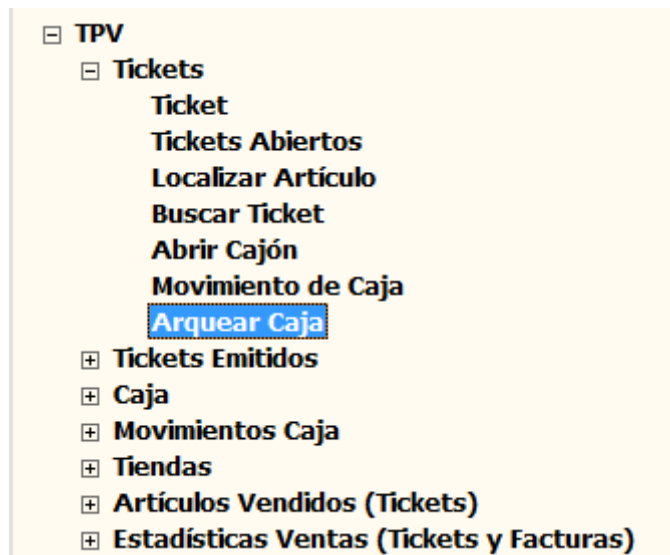 TPV
Tickets
Ticket
Tickets Abiertos
Localizar Artículo
Buscar Ticket
Abrir Cajón
Movimiento de Caja
Arquear Caja
Tickets Emitidos
Caja
Movimientos Caja
Tiendas
Artículos Vendidos (Tickets)
Estadísticas Ventas (Tickets y Facturas)